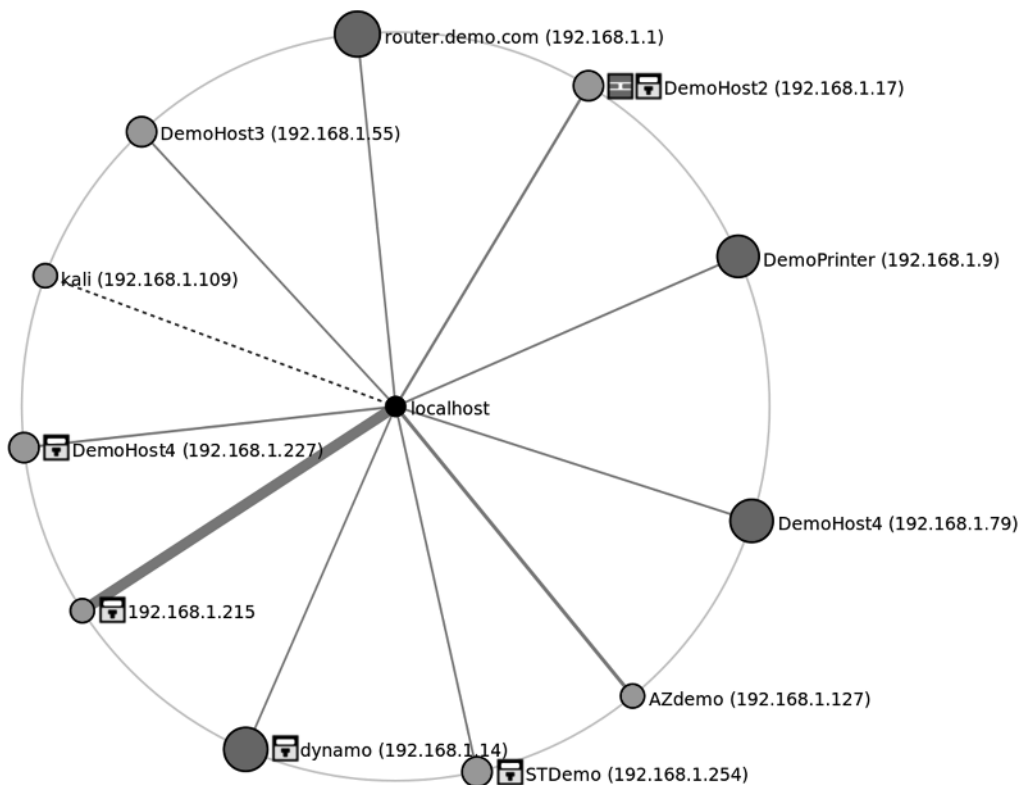 router.demo.com (192.168.1.1)
DemoHost2 (192.168.1.17)
DemoHost3 (192.168.1.55)
DemoPrinter (192.168.1.9)
kali (192.168.1.109)
localhost
DemoHost4 (192.168.1.227)
DemoHost4 (192.168.1.79)
192.168.1.215
AZdemo (192.168.1.127)
dynamo (192.168.1.14)
STDemo (192.168.1.254)